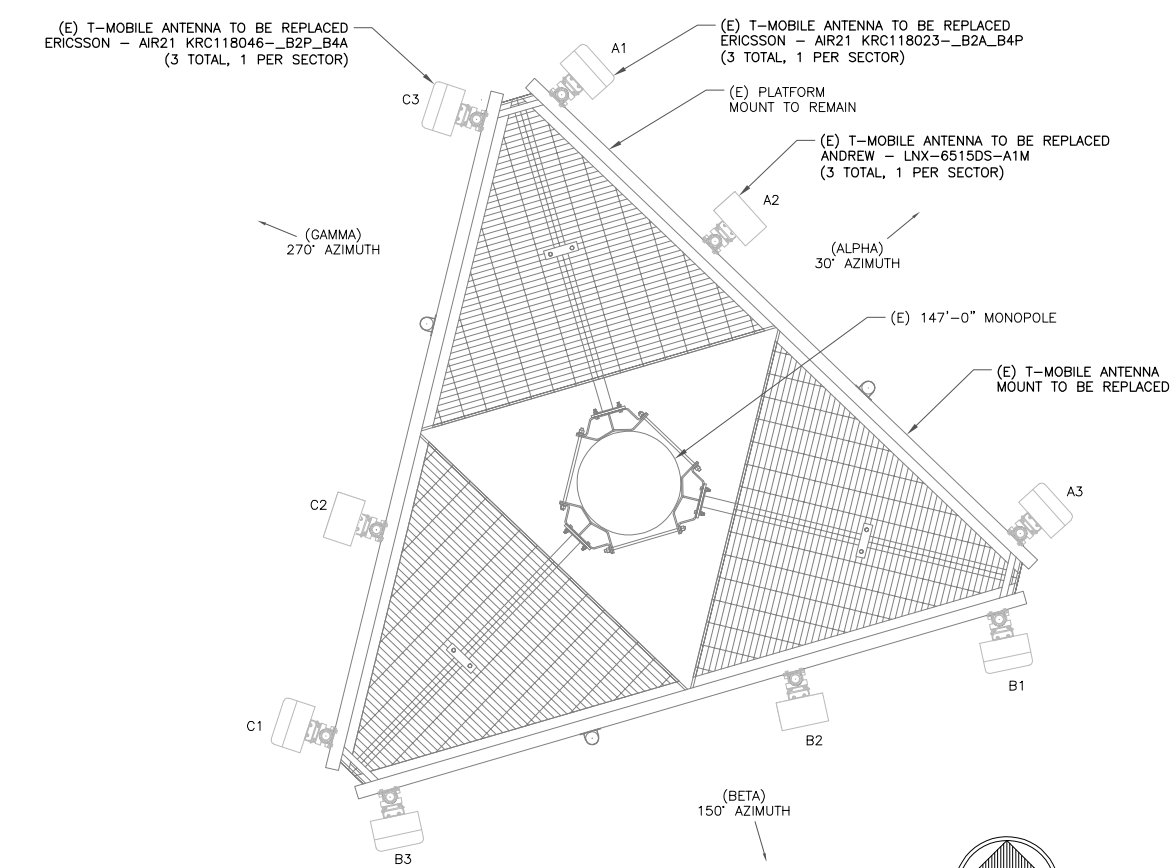 (E) T-MOBILE ANTENNA TO BE REPLACED
ERICSSON - AIR21 KRC118046-_B2P_B4A
(3 TOTAL, 1 PER SECTOR)
(E) T-MOBILE ANTENNA TO BE REPLACED
ERICSSON - AIR21 KRC118023-_B2A_B4P
(3 TOTAL, 1 PER SECTOR)
A1
C3
(E) PLATFORM
MOUNT TO REMAIN
(E) T-MOBILE ANTENNA TO BE REPLACED
ANDREW - LNX-6515DS-A1M
(3 TOTAL, 1 PER SECTOR)
A2
(GAMMA)
270° AZIMUTH
(ALPHA)
30° AZIMUTH
(E) 147'-0" MONOPOLE
(E) T-MOBILE ANTENNA
MOUNT TO BE REPLACED
A3
C2
B1
C1
B2
(BETA)
150° AZIMUTH
B3